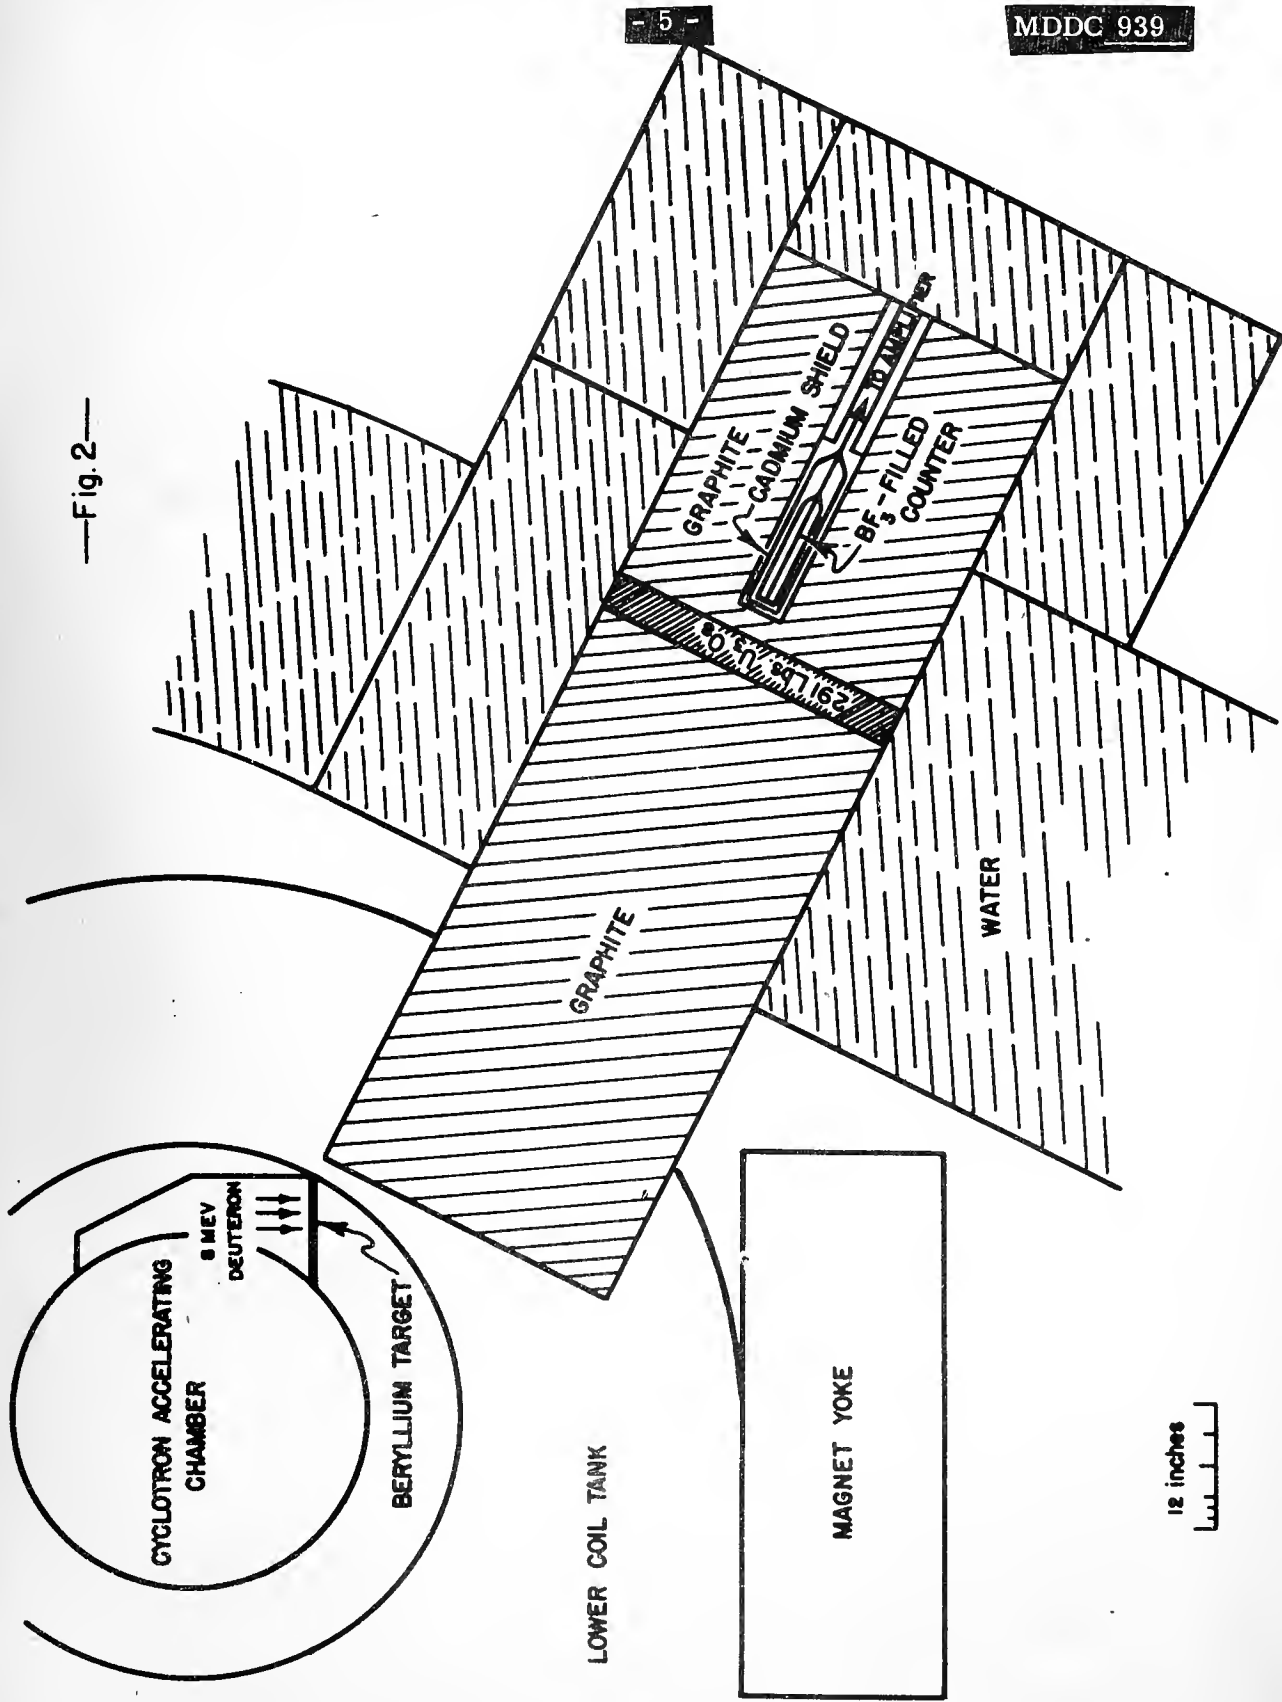 - 5 -
MDDC 939
—Fig. 2—
CYCLOTRON ACCELERATING
CHAMBER
8 MEV
DEUTERON
BERYLLIUM TARGET
LOWER COIL TANK
MAGNET YOKE
12 inches
GRAPHITE
291 Lbs. U₃O₈
GRAPHITE
CADMIUM SHIELD
TO AMPLIFIER
BF₃ - FILLED
COUNTER
WATER